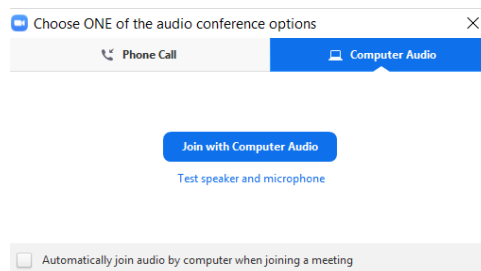 Choose ONE of the audio conference options
Phone Call
Computer Audio
Join with Computer Audio
Test speaker and microphone
Automatically join audio by computer when joining a meeting